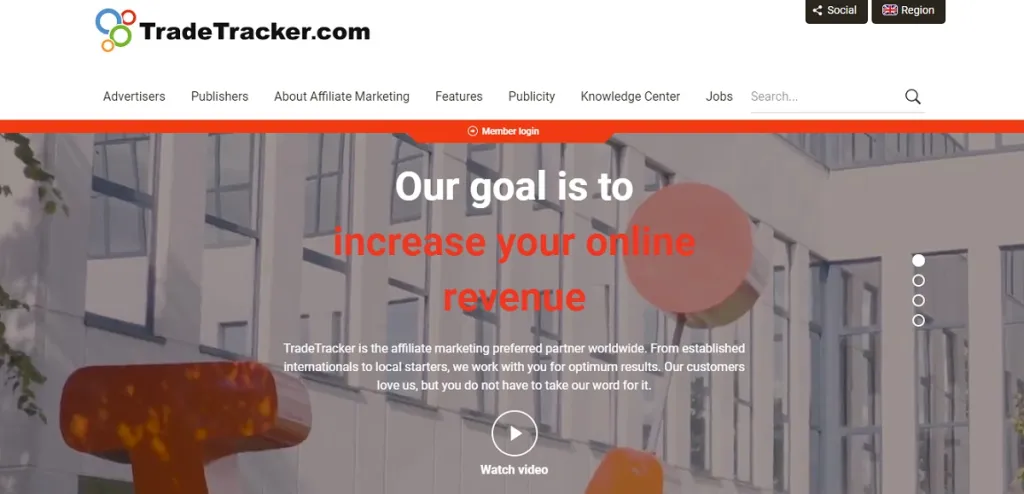 TradeTracker.com
Social
Region
Advertisers
Publishers
About Affiliate Marketing
Features
Publicity
Knowledge Center
Jobs
Search...
Member login
Our goal is to
increase your online
revenue
TradeTracker is the affiliate marketing preferred partner worldwide. From established
internationals to local starters, we work with you for optimum results. Our customers
love us, but you do not have to take our word for it.
Watch video